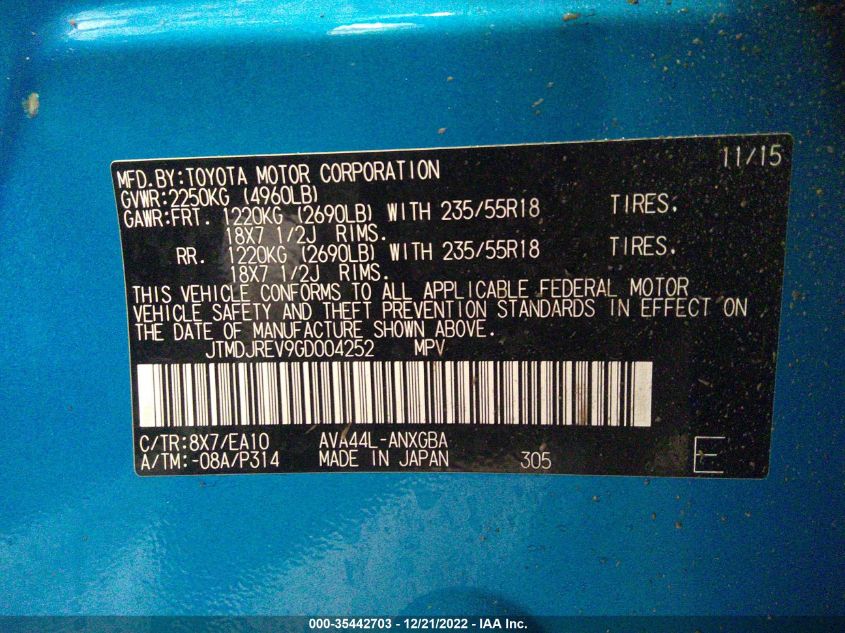 11/15
MFD.BY:TOYOTA MOTOR CORPORATION
GVWR:2250KG (4960LB)
GAWR:FRT. 1220KG (2690LB) WITH 235/55R18 TIRES.
18X7 1/2J RIMS.
RR. 1220KG (2690LB) WITH 235/55R18 TIRES.
18X7 1/2J RIMS.
THIS VEHICLE CONFORMS TO ALL APPLICABLE FEDERAL MOTOR
VEHICLE SAFETY AND THEFT PREVENTION STANDARDS IN EFFECT ON
THE DATE OF MANUFACTURE SHOWN ABOVE.
JTMDJREV9GD004252 MPV
C/TR:8X7/EA10 AVA44L-ANXGBA
A/TM:-08A/P314 MADE IN JAPAN 305 E
000-35442703 - 12/21/2022 - IAA Inc.